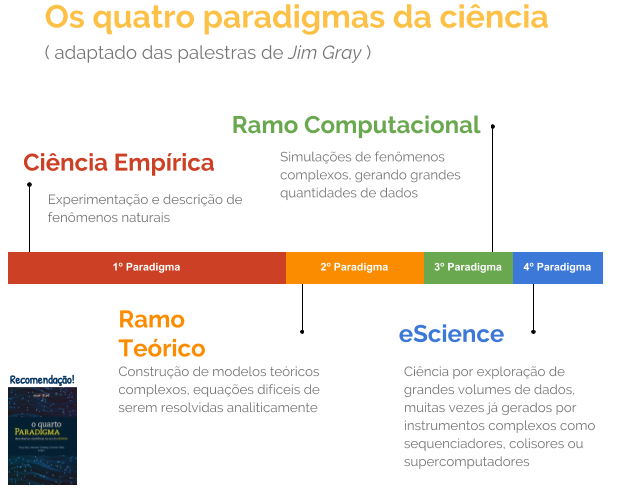 Os quatro paradigmas da ciência
( adaptado das palestras de Jim Gray )
Ramo Computacional
Simulações de fenômenos
complexos, gerando grandes
quantidades de dados
Ciência Empírica
Experimentação e descrição de
fenômenos naturais
1º Paradigma
2º Paradigma
3º Paradigma
4º Paradigma
Ramo
Teórico
Construção de modelos teóricos
complexos, equações dificeis de
serem resolvidas analiticamente
eScience
Ciência por exploração de
grandes volumes de dados,
muitas vezes já gerados por
instrumentos complexos como
sequenciadores, colisores ou
supercomputadores
Recomendação!
o quarto
PARADIGMA